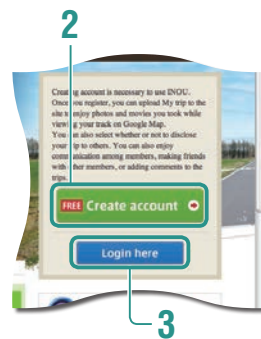 2
Creating account is necessary to use INOU.
Once you register, you can upload My trip to the
site to enjoy photos and movies you took while
viewing your track on Google Map.
You can also select whether or not to disclose
your trip to others. You can also enjoy
communication among members, making friends
with other members, or adding comments to the
trips.
FREE Create account
Login here
3